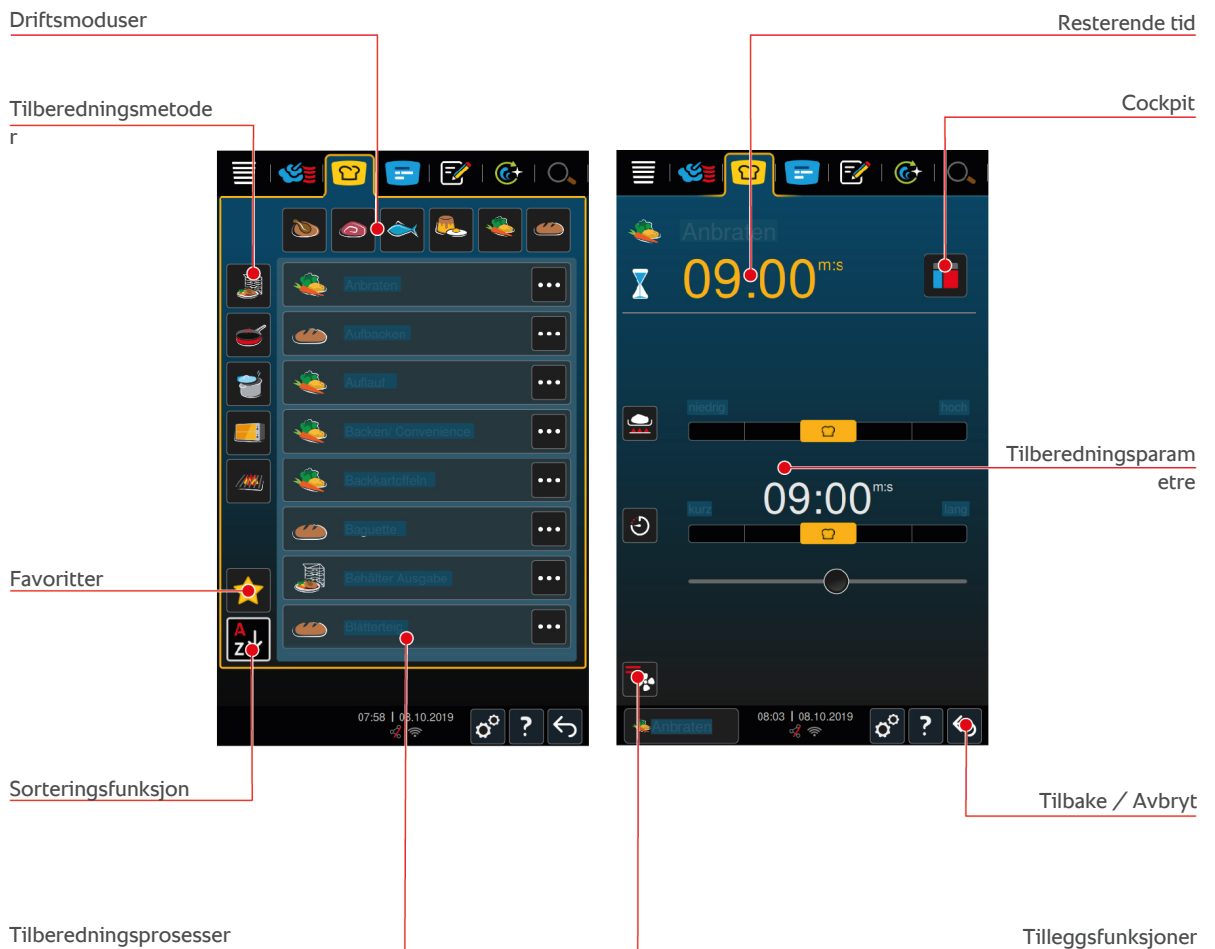 Driftsmoduser
Resterende tid
Tilberedningsmetode
r
Cockpit
Anbraten
Aufbacken
Auflauf
Backen/ Convenience
Backkartoffeln
Baguette
Behälter Ausgabe
Blätterteig
A
Z
07:58 | 08.10.2019
?
Anbraten
09:00 m:s
niedrig
hoch
09:00 m:s
kurz
lang
Anbraten
08:03 | 08.10.2019
?
Tilberedningsparam
etre
Favoritter
Sorteringsfunksjon
Tilbake / Avbryt
Tilberedningsprosesser
Tilleggsfunksjoner